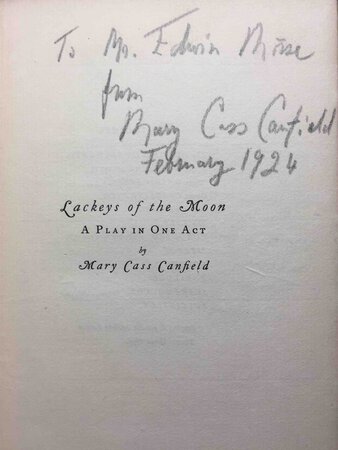 To Mr. Edwin Morse
from
Mary Cass Canfield
February 1924
Lackeys of the Moon
A PLAY IN ONE ACT
by
Mary Cass Canfield